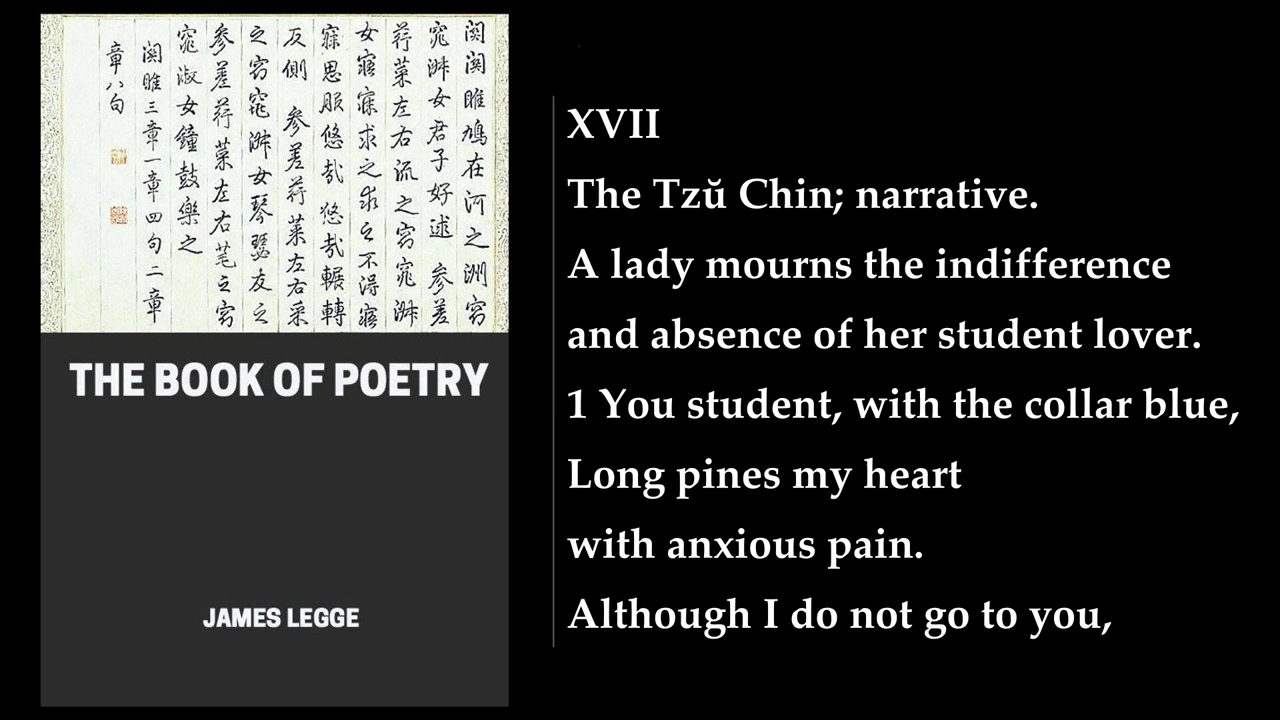 關關雎鳩在河之洲窈
窕淑女君子好逑 參差
荇菜左右流之窈窕淑
女寤寐求之求之不得寤
寐思服悠哉悠哉輾轉
反側 參差荇菜左右采
之窈窕淑女琴瑟友之
參差荇菜左右芼之窈
窕淑女鐘鼓樂之
關雎三章一章四句二章
章八句
THE BOOK OF POETRY
JAMES LEGGE
XVII
The Tzŭ Chin; narrative.
A lady mourns the indifference
and absence of her student lover.
1 You student, with the collar blue,
Long pines my heart
with anxious pain.
Although I do not go to you,